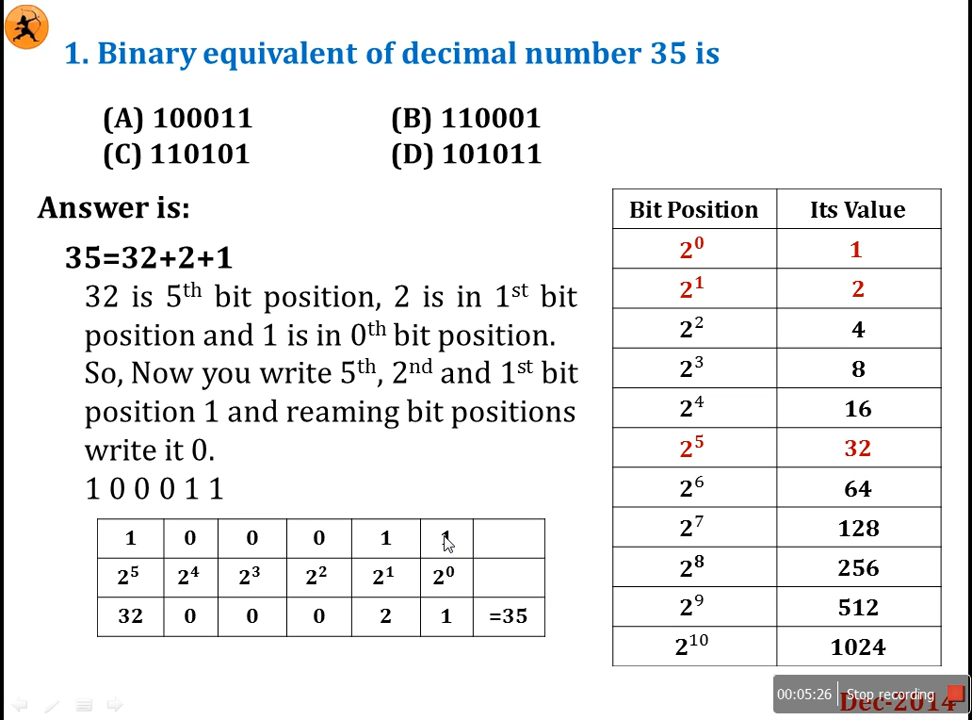 1. Binary equivalent of decimal number 35 is
(A) 100011 (B) 110001
(C) 110101 (D) 101011
Answer is:
35=32+2+1
32 is 5th bit position, 2 is in 1st bit
position and 1 is in 0th bit position.
So, Now you write 5th, 2nd and 1st bit
position 1 and reaming bit positions
write it 0.
1 0 0 0 1 1
1 0 0 0 1 1
2⁵ 2⁴ 2³ 2² 2¹ 2⁰
32 0 0 0 2 1 =35
Bit Position Its Value
2⁰ 1
2¹ 2
2² 4
2³ 8
2⁴ 16
2⁵ 32
2⁶ 64
2⁷ 128
2⁸ 256
2⁹ 512
2¹⁰ 1024
00:05:26 Stop recording
Dec-2014